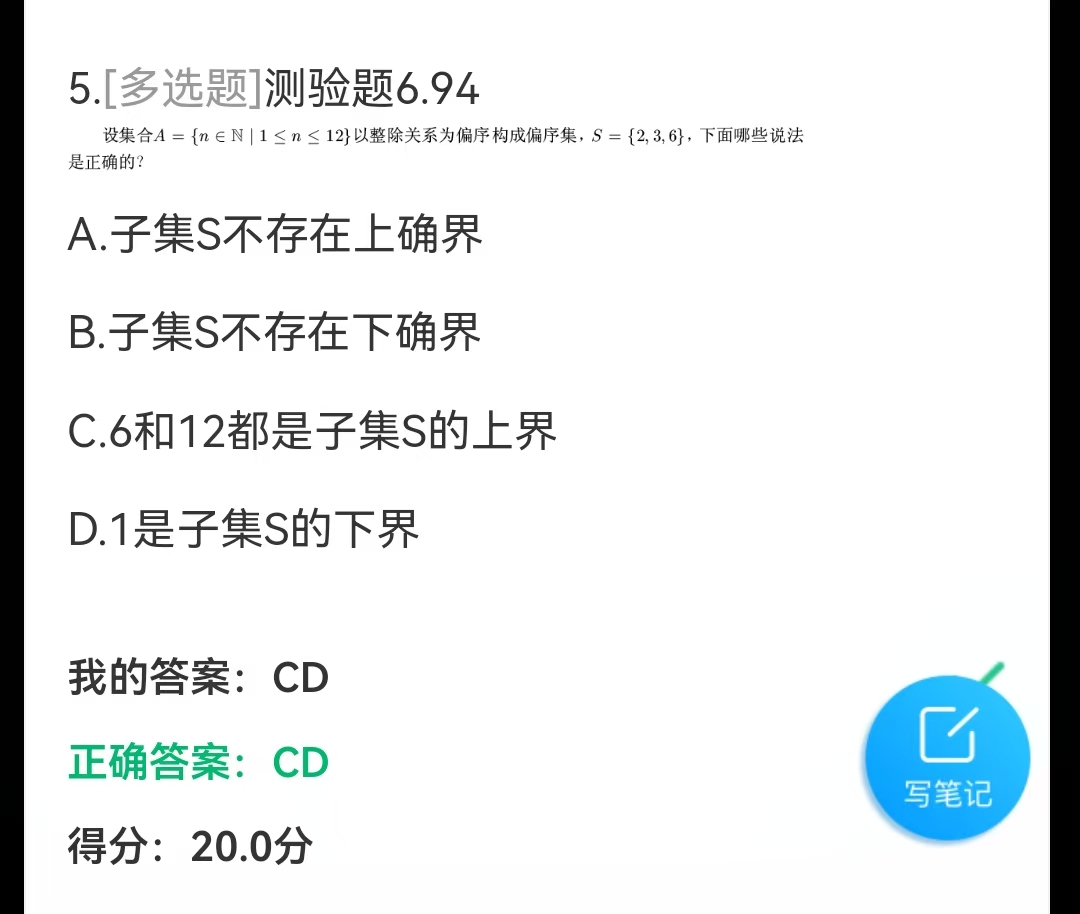 5.[多选题]测验题6.94
设集合A = {n ∈ ℕ | 1 ≤ n ≤ 12}以整除关系为偏序构成偏序集，S = {2, 3, 6}，下面哪些说法
是正确的？
A.子集S不存在上确界
B.子集S不存在下确界
C.6和12都是子集S的上界
D.1是子集S的下界
我的答案：CD
正确答案：CD
写笔记
得分：20.0分